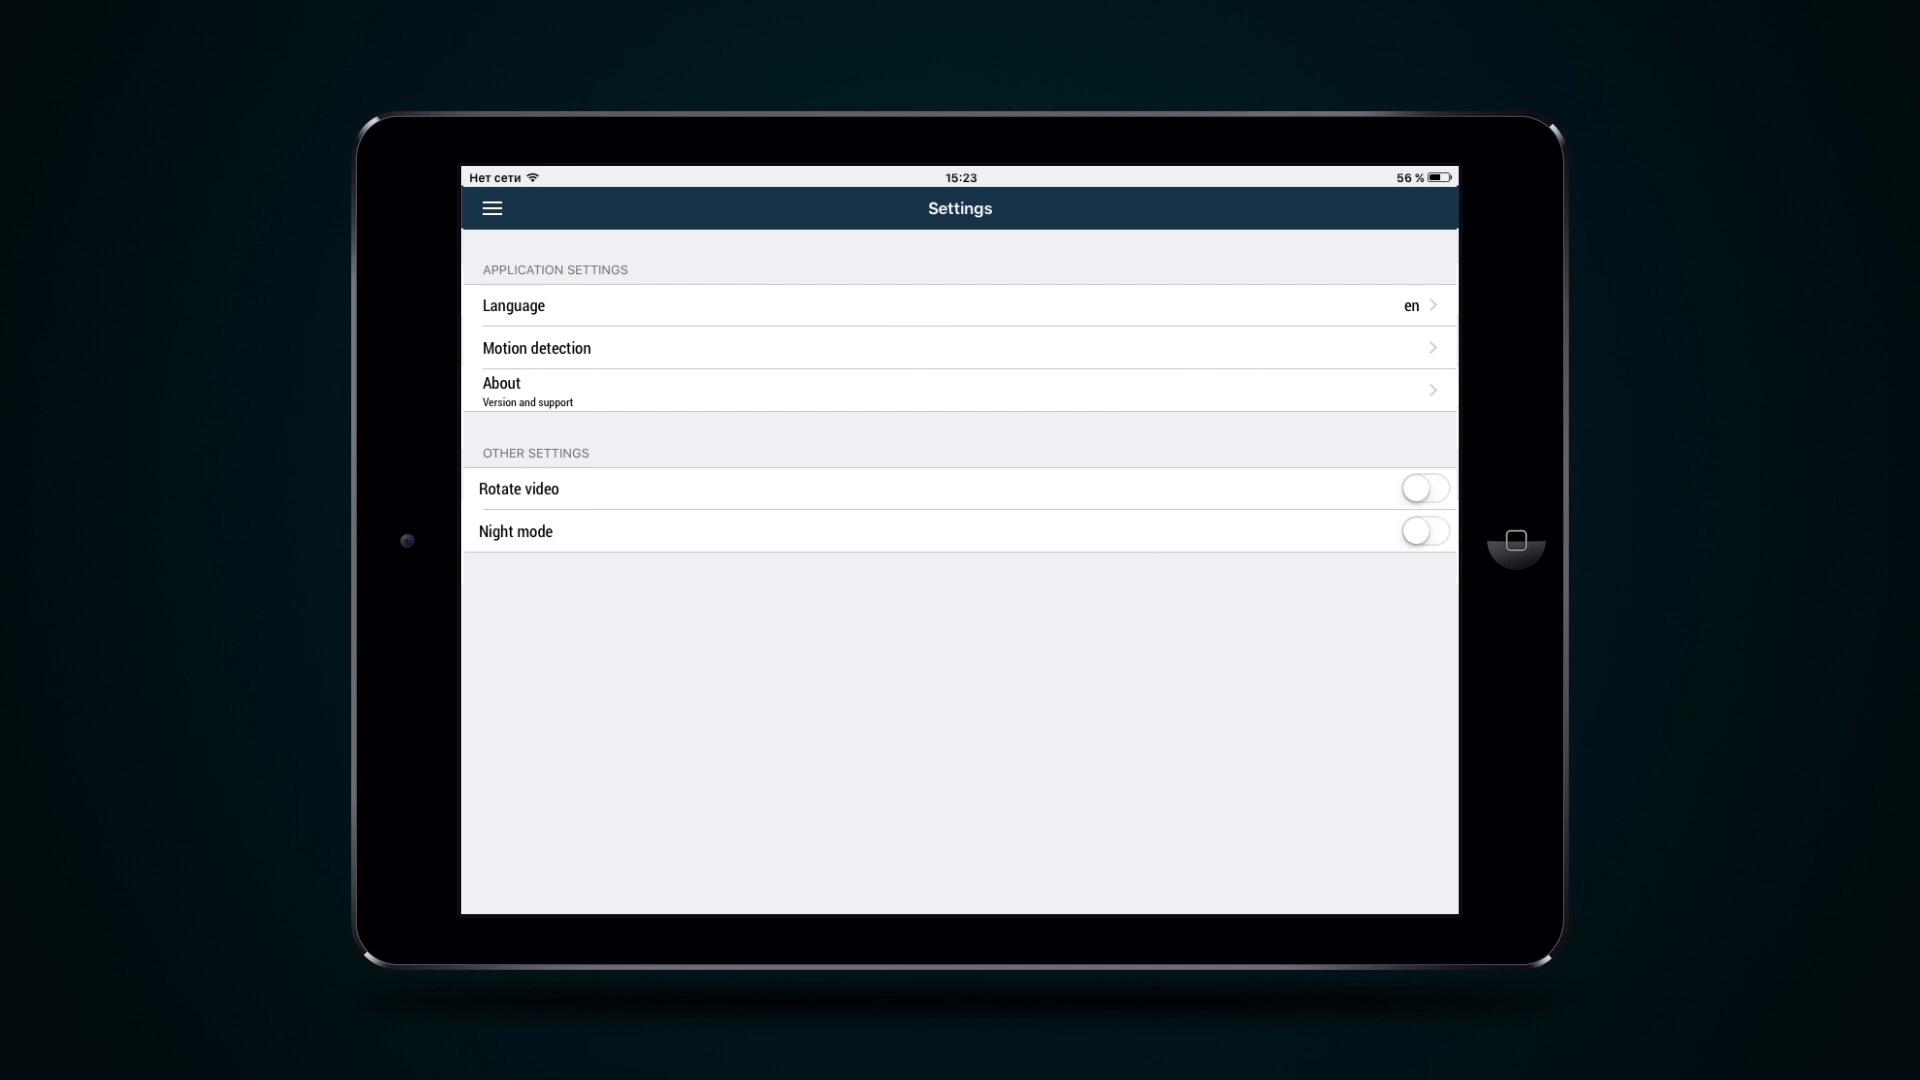 Нет сети 15:23 56 %
Settings
APPLICATION SETTINGS
Language en
Motion detection
About
Version and support
OTHER SETTINGS
Rotate video
Night mode